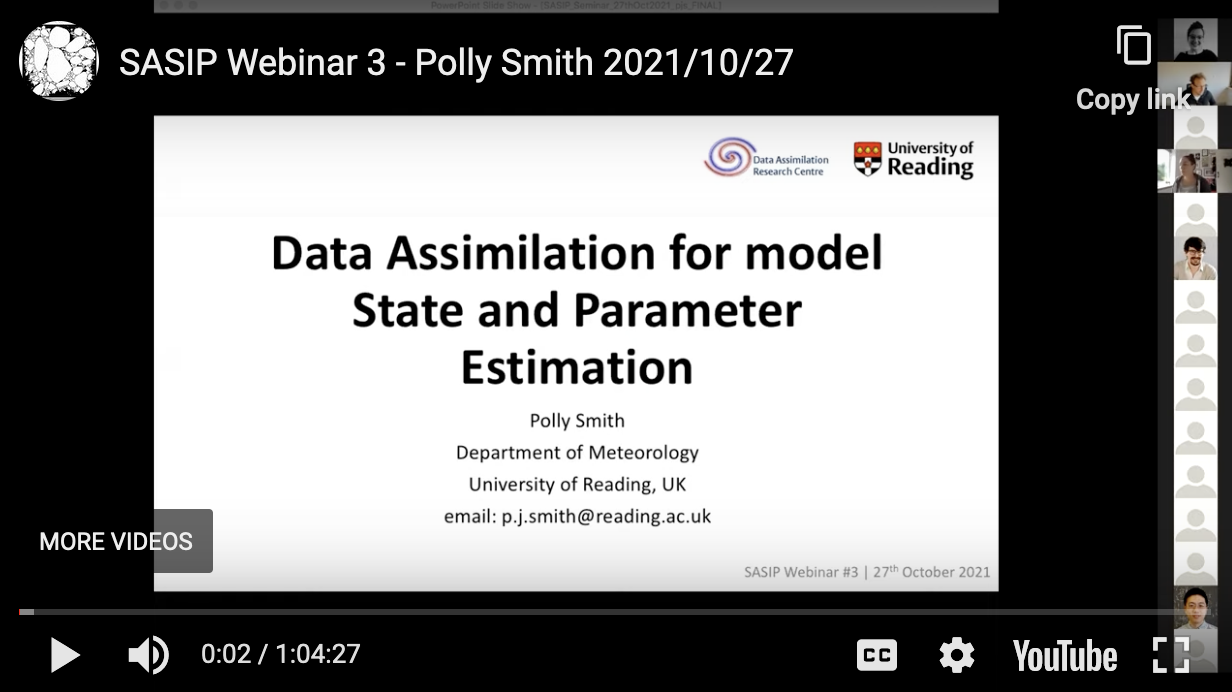 PowerPoint Slide Show - [SASIP_Seminar_27thOct2021_pjs_FINAL]
SASIP Webinar 3 - Polly Smith 2021/10/27
Copy link
Data Assimilation
Research Centre
University of
Reading
Data Assimilation for model
State and Parameter
Estimation
Polly Smith
Department of Meteorology
University of Reading, UK
email: p.j.smith@reading.ac.uk
MORE VIDEOS
SASIP Webinar #3 | 27th October 2021
0:02 / 1:04:27
CC
YouTube